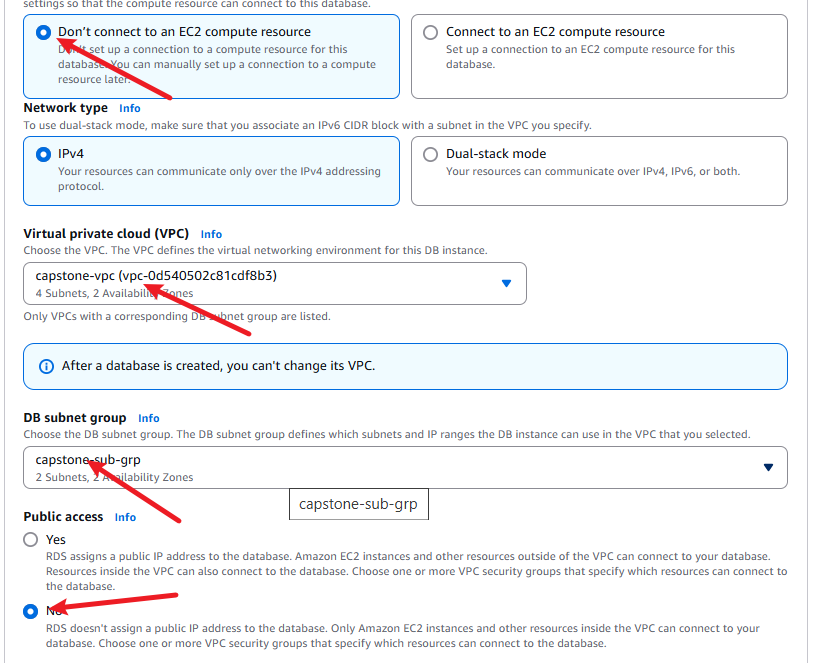 settings so that the compute resource can connect to this database.
Don't connect to an EC2 compute resource
Don't set up a connection to a compute resource for this
database. You can manually set up a connection to a compute
resource later.
Connect to an EC2 compute resource
Set up a connection to an EC2 compute resource for this
database.
Network type Info
To use dual-stack mode, make sure that you associate an IPv6 CIDR block with a subnet in the VPC you specify.
IPv4
Your resources can communicate only over the IPv4 addressing
protocol.
Dual-stack mode
Your resources can communicate over IPv4, IPv6, or both.
Virtual private cloud (VPC) Info
Choose the VPC. The VPC defines the virtual networking environment for this DB instance.
capstone-vpc (vpc-0d540502c81cdf8b3)
4 Subnets, 2 Availability Zones
Only VPCs with a corresponding DB subnet group are listed.
After a database is created, you can't change its VPC.
DB subnet group Info
Choose the DB subnet group. The DB subnet group defines which subnets and IP ranges the DB instance can use in the VPC that you selected.
capstone-sub-grp
2 Subnets, 2 Availability Zones
capstone-sub-grp
Public access Info
Yes
RDS assigns a public IP address to the database. Amazon EC2 instances and other resources outside of the VPC can connect to your database.
Resources inside the VPC can also connect to the database. Choose one or more VPC security groups that specify which resources can connect to
the database.
No
RDS doesn't assign a public IP address to the database. Only Amazon EC2 instances and other resources inside the VPC can connect to your
database. Choose one or more VPC security groups that specify which resources can connect to the database.